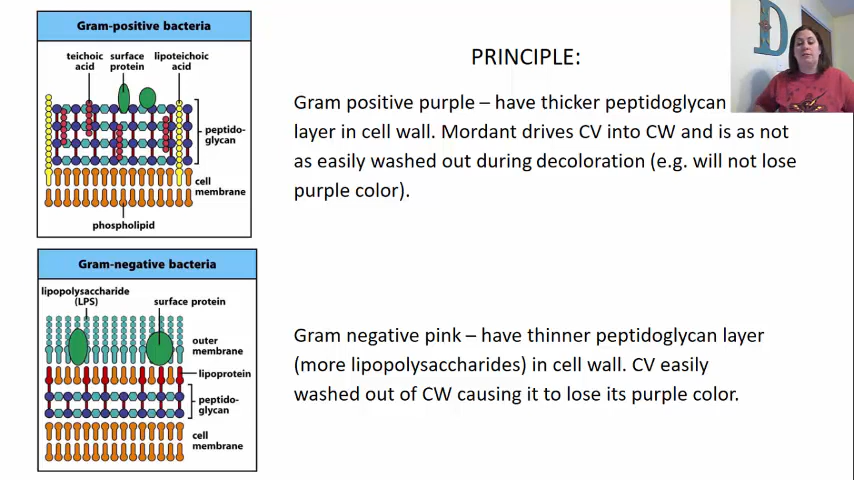 Gram-positive bacteria
teichoic
acid
surface
protein
lipoteichoic
acid
peptido-
glycan
cell
membrane
phospholipid
Gram-negative bacteria
lipopolysaccharide
(LPS)
surface protein
outer
membrane
lipoprotein
peptido-
glycan
cell
membrane
PRINCIPLE:
Gram positive purple – have thicker peptidoglycan
layer in cell wall. Mordant drives CV into CW and is as not
as easily washed out during decoloration (e.g. will not lose
purple color).
Gram negative pink – have thinner peptidoglycan layer
(more lipopolysaccharides) in cell wall. CV easily
washed out of CW causing it to lose its purple color.
D